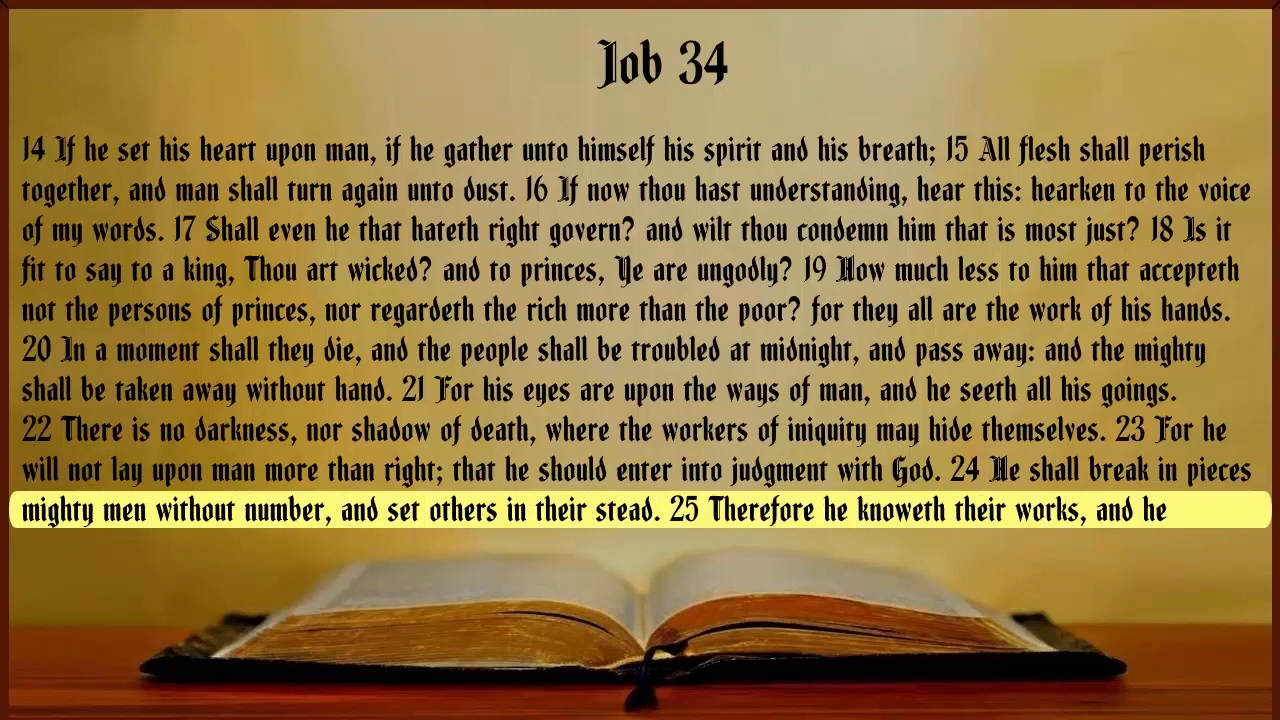 Job 34
14 If he set his heart upon man, if he gather unto himself his spirit and his breath; 15 All flesh shall perish
together, and man shall turn again unto dust. 16 If now thou hast understanding, hear this: hearken to the voice
of my words. 17 Shall even he that hateth right govern? and wilt thou condemn him that is most just? 18 Is it
fit to say to a king, Thou art wicked? and to princes, Ye are ungodly? 19 How much less to him that accepteth
not the persons of princes, nor regardeth the rich more than the poor? for they all are the work of his hands.
20 In a moment shall they die, and the people shall be troubled at midnight, and pass away: and the mighty
shall be taken away without hand. 21 For his eyes are upon the ways of man, and he seeth all his goings.
22 There is no darkness, nor shadow of death, where the workers of iniquity may hide themselves. 23 For he
will not lay upon man more than right; that he should enter into judgment with God. 24 He shall break in pieces
mighty men without number, and set others in their stead. 25 Therefore he knoweth their works, and he